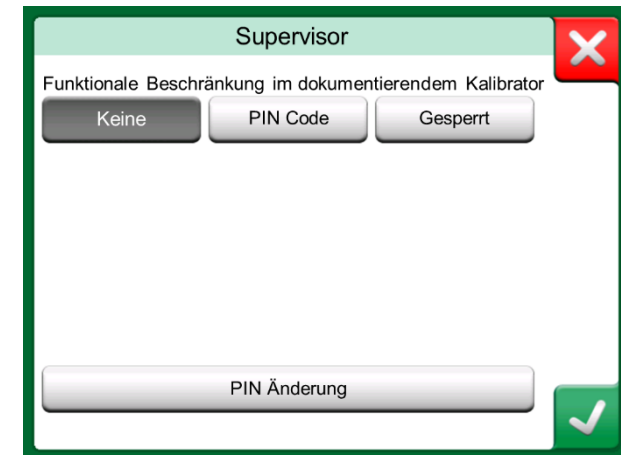 Supervisor
Funktionale Beschränkung im dokumentierendem Kalibrator
Keine PIN Code Gesperrt
PIN Änderung